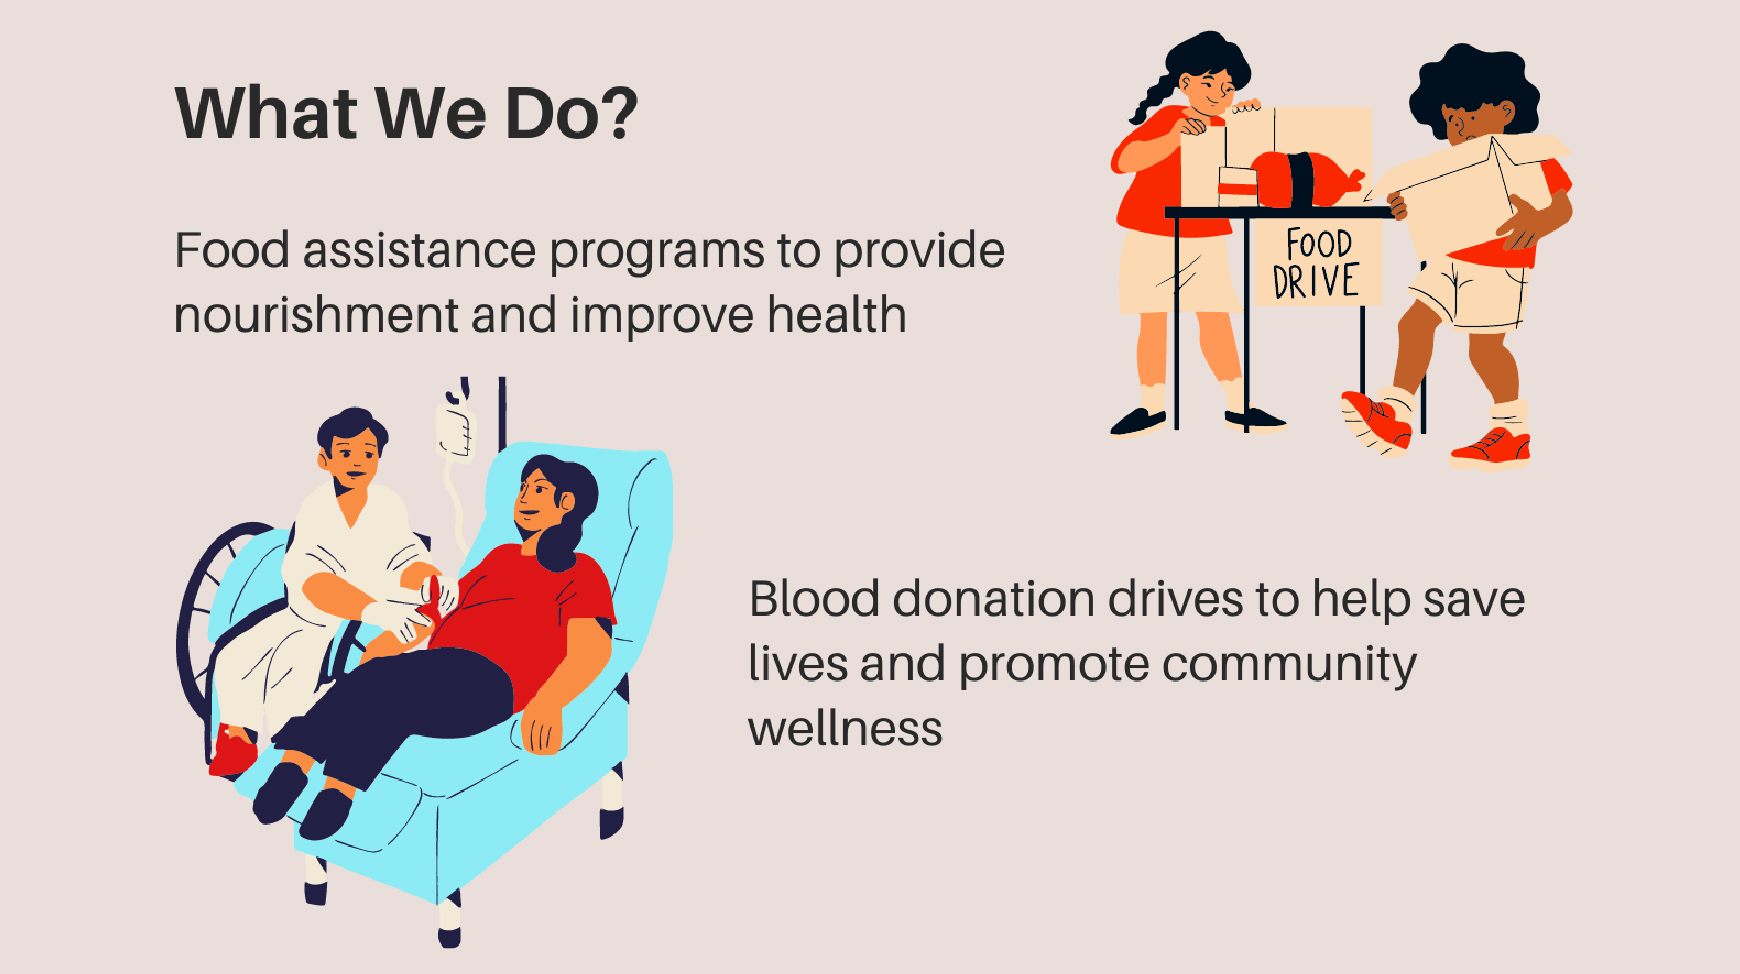 What We Do?
Food assistance programs to provide
nourishment and improve health
FOOD
DRIVE
Blood donation drives to help save
lives and promote community
wellness